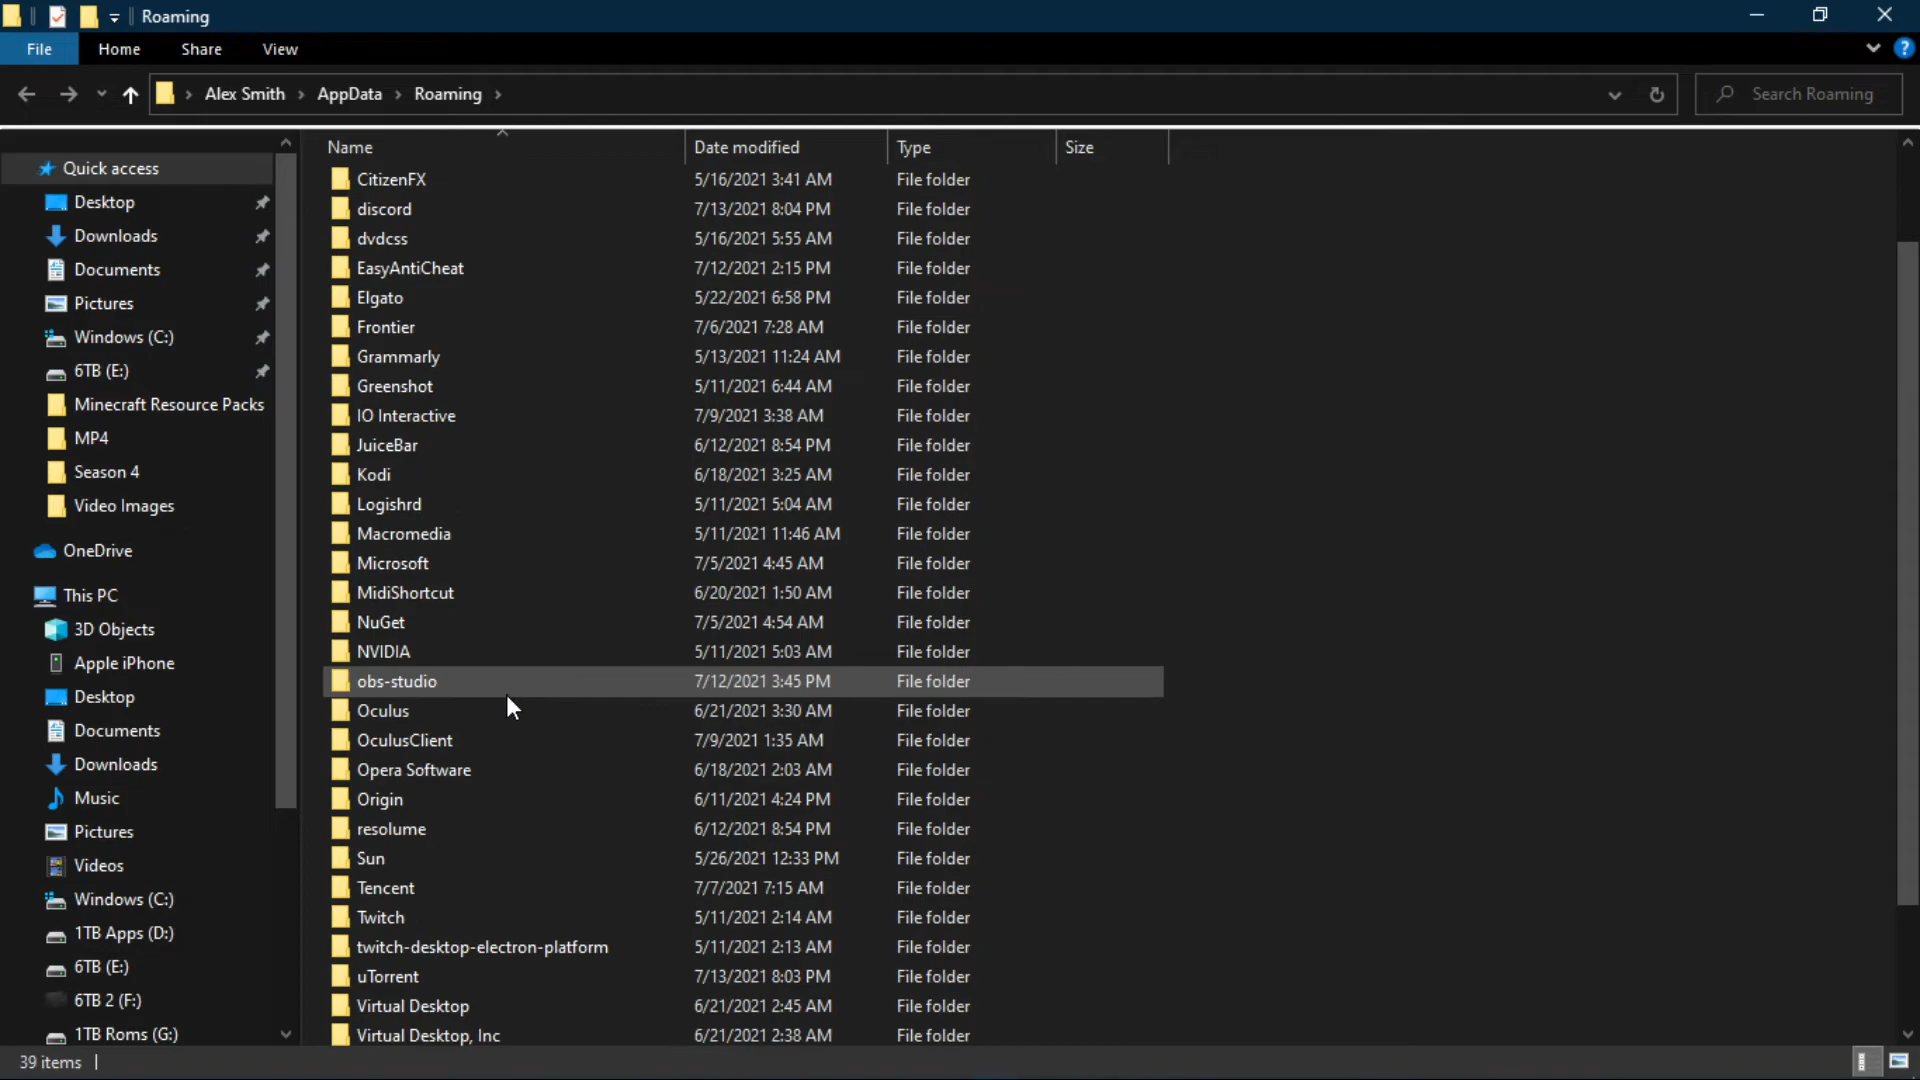 Roaming
File Home Share View
Alex Smith AppData Roaming Search Roaming
Name Date modified Type Size
Quick access
Desktop
Downloads
Documents
Pictures
Windows (C:)
6TB (E:)
Minecraft Resource Packs
MP4
Season 4
Video Images
OneDrive
This PC
3D Objects
Apple iPhone
Desktop
Documents
Downloads
Music
Pictures
Videos
Windows (C:)
1TB Apps (D:)
6TB (E:)
6TB 2 (F:)
1TB Roms (G:)
CitizenFX 5/16/2021 3:41 AM File folder
discord 7/13/2021 8:04 PM File folder
dvdcss 5/16/2021 5:55 AM File folder
EasyAntiCheat 7/12/2021 2:15 PM File folder
Elgato 5/22/2021 6:58 PM File folder
Frontier 7/6/2021 7:28 AM File folder
Grammarly 5/13/2021 11:24 AM File folder
Greenshot 5/11/2021 6:44 AM File folder
IO Interactive 7/9/2021 3:38 AM File folder
JuiceBar 6/12/2021 8:54 PM File folder
Kodi 6/18/2021 3:25 AM File folder
Logishrd 5/11/2021 5:04 AM File folder
Macromedia 5/11/2021 11:46 AM File folder
Microsoft 7/5/2021 4:45 AM File folder
MidiShortcut 6/20/2021 1:50 AM File folder
NuGet 7/5/2021 4:54 AM File folder
NVIDIA 5/11/2021 5:03 AM File folder
obs-studio 7/12/2021 3:45 PM File folder
Oculus 6/21/2021 3:30 AM File folder
OculusClient 7/9/2021 1:35 AM File folder
Opera Software 6/18/2021 2:03 AM File folder
Origin 6/11/2021 4:24 PM File folder
resolume 6/12/2021 8:54 PM File folder
Sun 5/26/2021 12:33 PM File folder
Tencent 7/7/2021 7:15 AM File folder
Twitch 5/11/2021 2:14 AM File folder
twitch-desktop-electron-platform 5/11/2021 2:13 AM File folder
uTorrent 7/13/2021 8:03 PM File folder
Virtual Desktop 6/21/2021 2:45 AM File folder
Virtual Desktop, Inc 6/21/2021 2:38 AM File folder
39 items